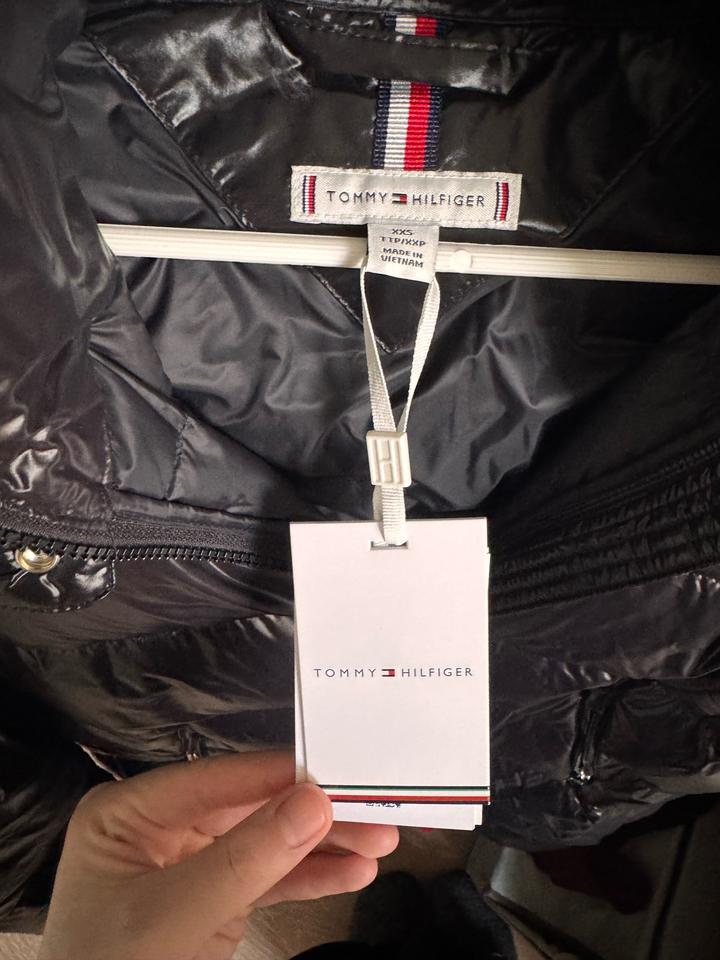 TOMMY HILFIGER
XXS
TTP/XXP
MADE IN
VIETNAM
TOMMY HILFIGER